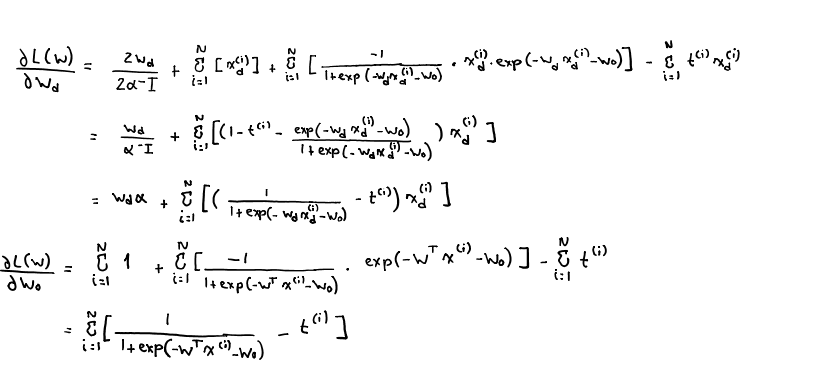 ∂L(w)/∂w_d = 2w_d/2α⁻I + Σ_{i=1}^{N} [x_d^{(i)}] + Σ_{i=1}^{N} [ -1/(1+exp(-w_d x_d^{(i)} - w_0)) · x_d^{(i)} · exp(-w_d x_d^{(i)} - w_0) ] - Σ_{i=1}^{N} t^{(i)} x_d^{(i)}
= w_d/α⁻I + Σ_{i=1}^{N} [(1 - t^{(i)} - exp(-w_d x_d^{(i)} - w_0)/(1+exp(-w_d x_d^{(i)} - w_0))) x_d^{(i)}]
= w_d α + Σ_{i=1}^{N} [(1/(1+exp(-w_d x_d^{(i)} - w_0)) - t^{(i)}) x_d^{(i)}]
∂L(w)/∂w_0 = Σ_{i=1}^{N} 1 + Σ_{i=1}^{N} [ -1/(1+exp(-w^T x^{(i)} - w_0)) · exp(-w^T x^{(i)} - w_0) ] - Σ_{i=1}^{N} t^{(i)}
= Σ_{i=1}^{N} [ 1/(1+exp(-w^T x^{(i)} - w_0)) - t^{(i)} ]